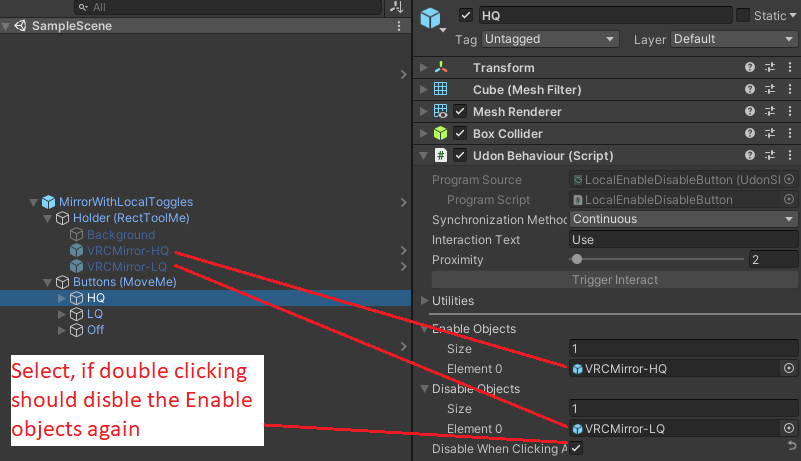 All
SampleScene
MirrorWithLocalToggles
Holder (RectToolMe)
Background
VRCMirror-HQ
VRCMirror-LQ
Buttons (MoveMe)
HQ
LQ
Off
Select, if double clicking
should disble the Enable
objects again
HQ
Static
Tag Untagged Layer Default
Transform
Cube (Mesh Filter)
Mesh Renderer
Box Collider
Udon Behaviour (Script)
Program Source LocalEnableDisableButton (UdonSl
Program Script LocalEnableDisableButton
Synchronization Method Continuous
Interaction Text Use
Proximity 2
Trigger Interact
Utilities
Enable Objects
Size 1
Element 0 VRCMirror-HQ
Disable Objects
Size 1
Element 0 VRCMirror-LQ
Disable When Clicking A